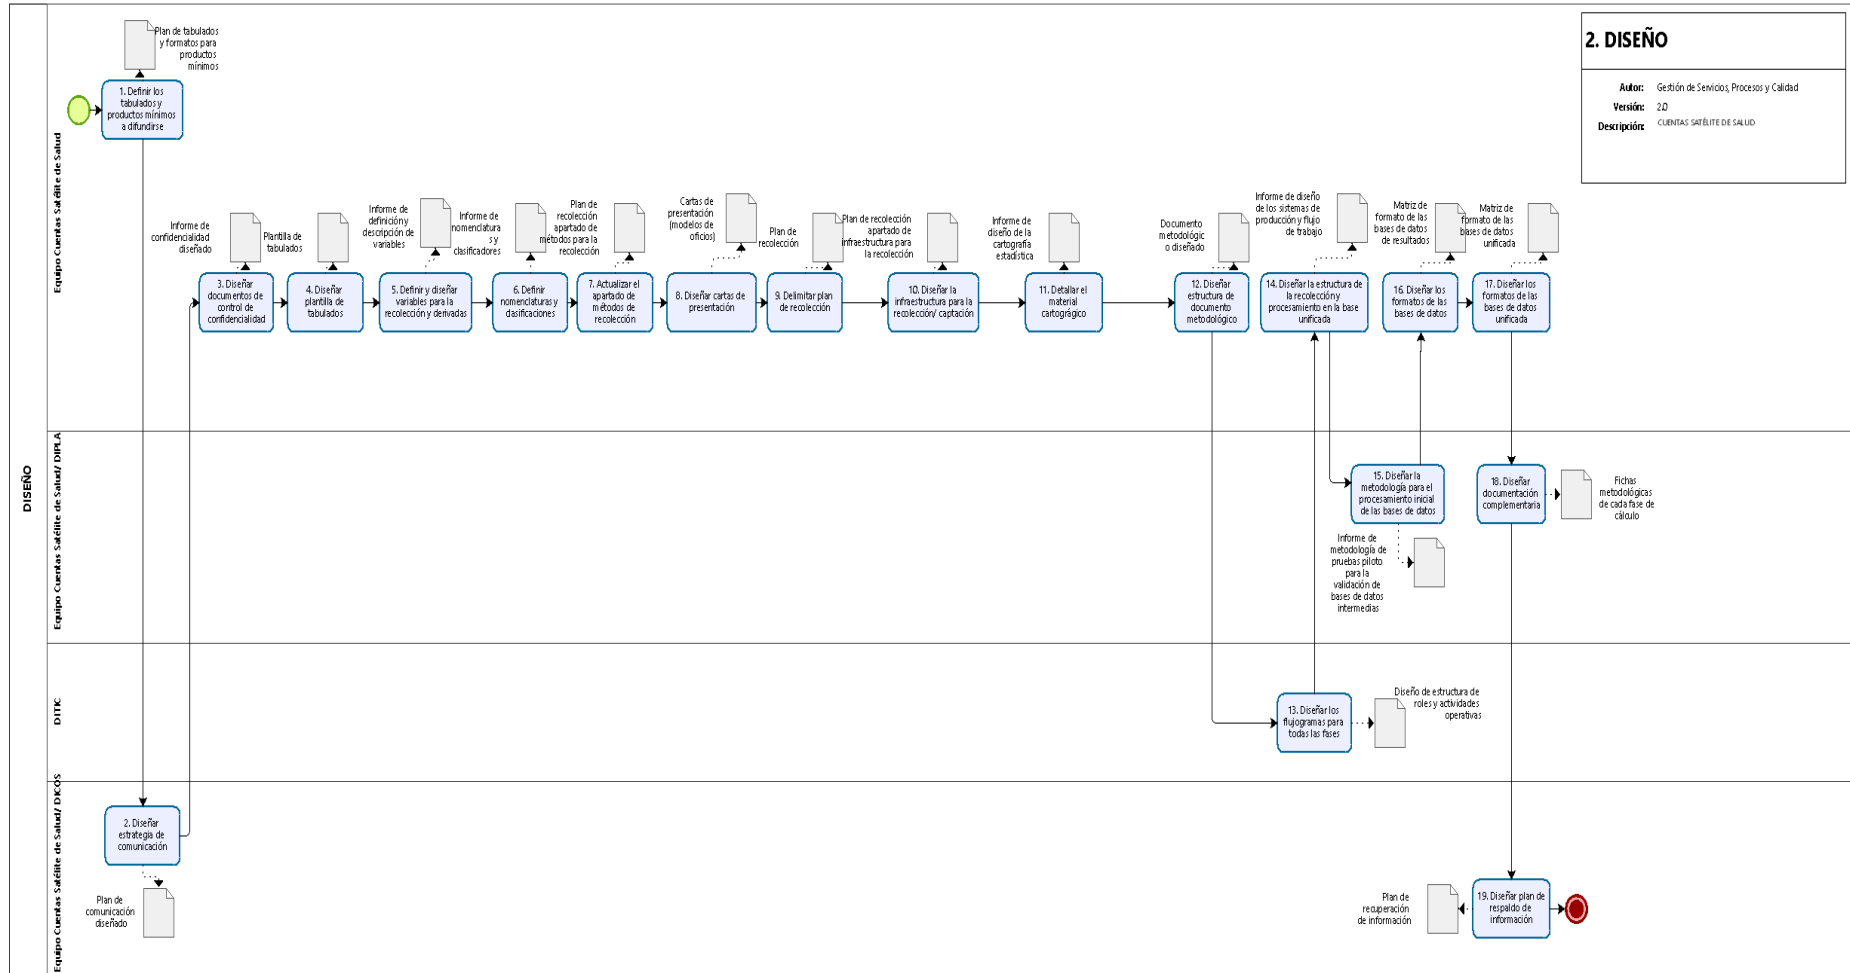 2. DISEÑO
Autor: Gestión de Servicios, Procesos y Calidad
Versión: 2.0
Descripción: CUENTAS SATÉLITE DE SALUD
DISEÑO
Equipo Cuentas Satélite de Salud
Plan de tabulados
y formatos para
productos
mínimos
1. Definir los
tabulados y
productos mínimos
a difundirse
Informe de
confidencialidad
diseñado
3. Diseñar
documentos de
control de
confidencialidad
Plantilla de
tabulados
4. Diseñar
plantilla de
tabulados
Informe de
definición y
descripción de
variables
5. Definir y diseñar
variables para la
recolección y derivadas
Informe de
nomenclatura
s y
clasificadores
6. Definir
nomenclaturas y
clasificaciones
Plan de
recolección
apartado de
métodos para la
recolección
7. Actualizar el
apartado de
métodos de
recolección
Cartas de
presentación
(modelos de
oficios)
8. Diseñar cartas de
presentación
Plan de
recolección
9. Delimitar plan
de recolección
Plan de recolección
apartado de
infraestructura para
la recolección
10. Diseñar la
infraestructura para la
recolección/ captación
Informe de
diseño de la
cartografía
estadística
11. Detallar el
material
cartográgico
Documento
metodológic
o diseñado
12. Diseñar
estructura de
documento
metodológico
Informe de diseño
de los sistemas de
producción y flujo
de trabajo
14. Diseñar la estructura de
la recolección y
procesamiento en la base
unificada
Matriz de
formato de las
bases de datos
de resultados
16. Diseñar los
formatos de las
bases de datos
Matriz de
formato de las
bases de datos
unificada
17. Diseñar los
formatos de las
bases de datos
unificada
Equipo Cuentas Satélite de Salud/ DIPLA
15. Diseñar la
metodología para el
procesamiento inicial
de las bases de datos
Informe de
metodología de
pruebas piloto
para la
validación de
bases de datos
intermedias
18. Diseñar
documentación
complementaria
Fichas
metodológicas
de cada fase de
cálculo
DITIC
13. Diseñar los
flujogramas para
todas las fases
Diseño de estructura de
roles y actividades
operativas
Equipo Cuentas Satélite de Salud/ DICOS
2. Diseñar
estrategia de
comunicación
Plan de
comunicación
diseñado
Plan de
recuperación
de información
19. Diseñar plan de
respaldo de
información